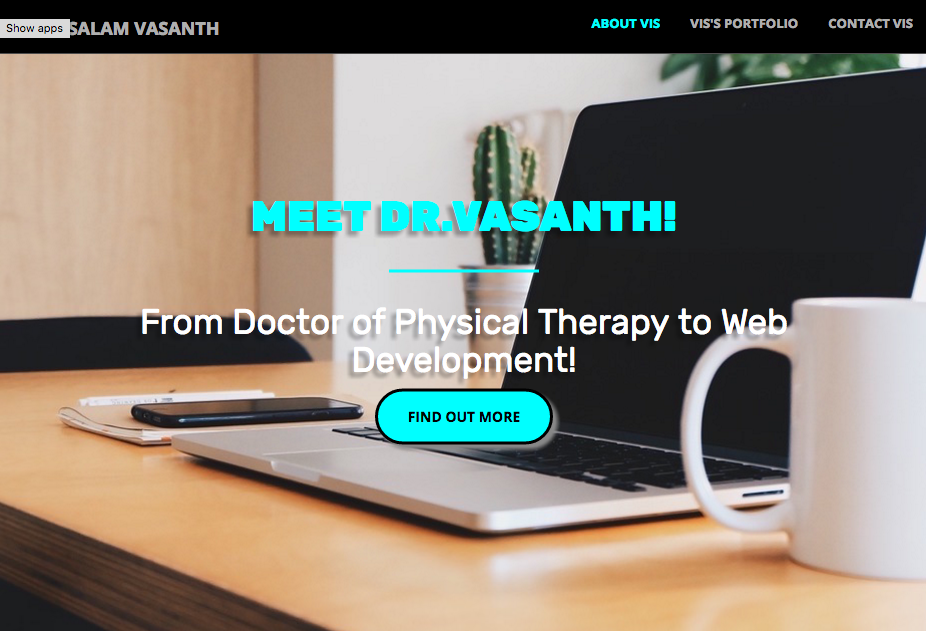 Show apps
SALAM VASANTH
ABOUT VIS
VIS'S PORTFOLIO
CONTACT VIS
MEET DR.VASANTH!
From Doctor of Physical Therapy to Web
Development!
FIND OUT MORE